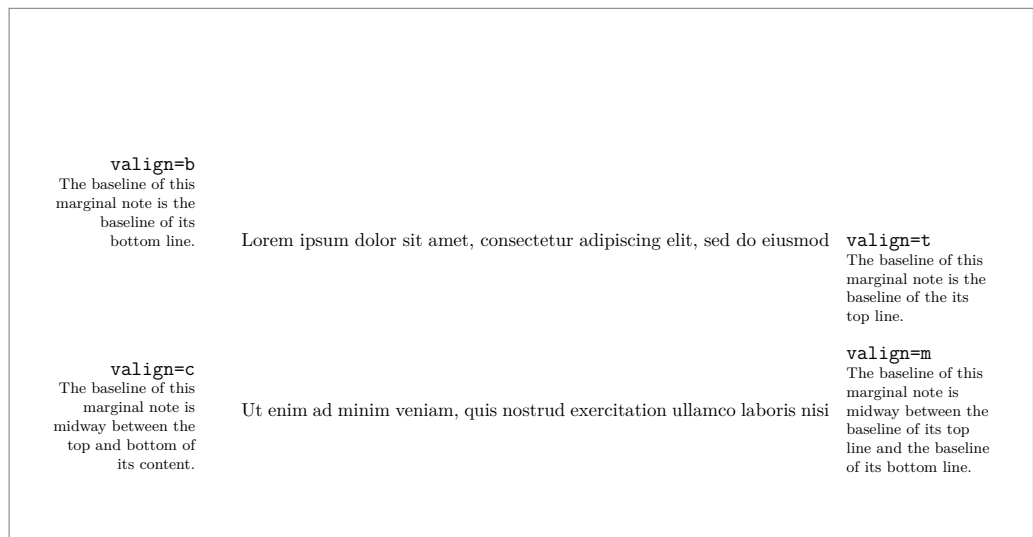 valign=b
The baseline of this
marginal note is the
baseline of its
bottom line.
Lorem ipsum dolor sit amet, consectetur adipiscing elit, sed do eiusmod
valign=t
The baseline of this
marginal note is the
baseline of the its
top line.
valign=c
The baseline of this
marginal note is
midway between the
top and bottom of
its content.
Ut enim ad minim veniam, quis nostrud exercitation ullamco laboris nisi
valign=m
The baseline of this
marginal note is
midway between the
baseline of its top
line and the baseline
of its bottom line.